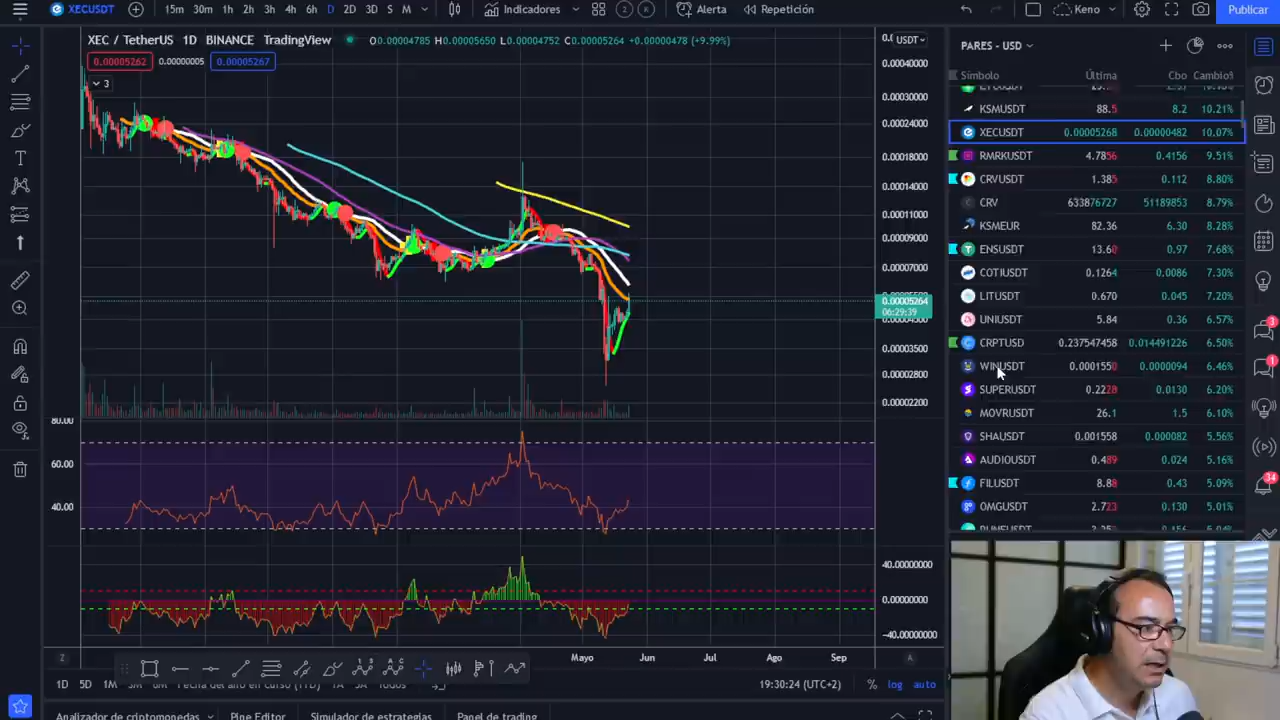 XECUSDT 15m 30m 1h 2h 3h 4h 6h D 2D 3D S M Indicadores 2 R Alerta Repetición Keno Publicar
XEC / TetherUS 1D BINANCE TradingView O0.00004785 H0.00005650 L0.00004752 C0.00005264 +0.00000478 (+9.99%)
0.00005262 0.00000005 0.00005267
3
USDT
0.00040000
0.00030000
0.00024000
0.00018000
0.00014000
0.00011000
0.00009000
0.00007000
0.00005264
06:29:39
0.00003500
0.00002800
0.00002200
80.00
60.00
40.00
40.00000000
0.00000000
-40.00000000
Mayo Jun Jul Ago Sep
Z A
1D 5D 1M 3M 6M Fecha del año en curso (YTD) 1A 5A Todos 19:30:24 (UTC+2) % log auto
Analizador de criptomonedas Pine Editor Simulador de estrategias Panel de trading
PARES - USD
Símbolo Última Cbo Cambio%
KSMUSDT 88.5 8.2 10.21%
XECUSDT 0.00005268 0.00000482 10.07%
RMRKUSDT 4.7856 0.4156 9.51%
CRVUSDT 1.385 0.112 8.80%
CRV 633876727 51189853 8.79%
KSMEUR 82.36 6.30 8.28%
ENSUSDT 13.60 0.97 7.68%
COTIUSDT 0.1264 0.0086 7.30%
LITUSDT 0.670 0.045 7.20%
UNIUSDT 5.84 0.36 6.57%
CRPTUSD 0.237547458 0.014491226 6.50%
WINUSDT 0.0001550 0.0000094 6.46%
SUPERUSDT 0.2228 0.0130 6.20%
MOVRUSDT 26.1 1.5 6.10%
SHAUSDT 0.001558 0.000082 5.56%
AUDIOUSDT 0.489 0.024 5.16%
FILUSDT 8.88 0.43 5.09%
OMGUSDT 2.723 0.130 5.01%
3
1
34